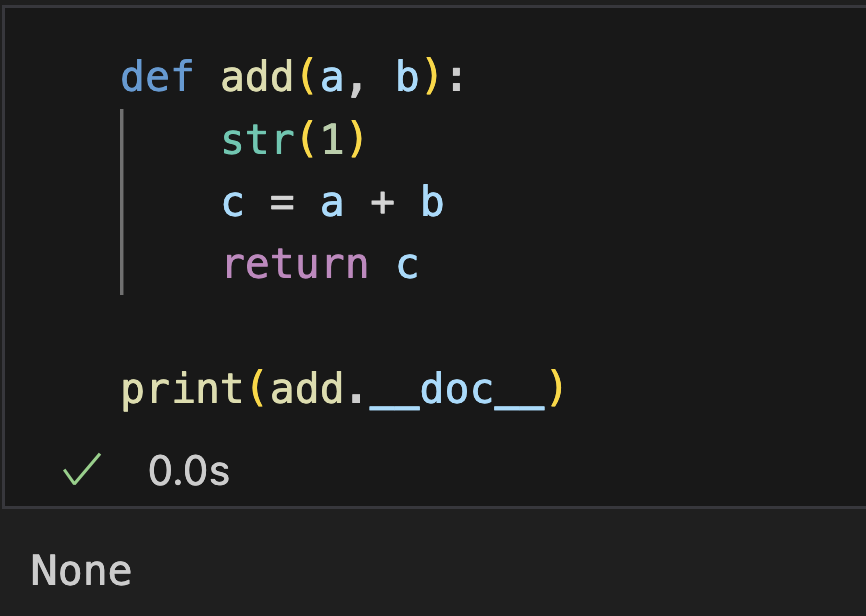 def add(a, b):
    str(1)
    c = a + b
    return c
print(add.__doc__)
✓ 0.0s
None